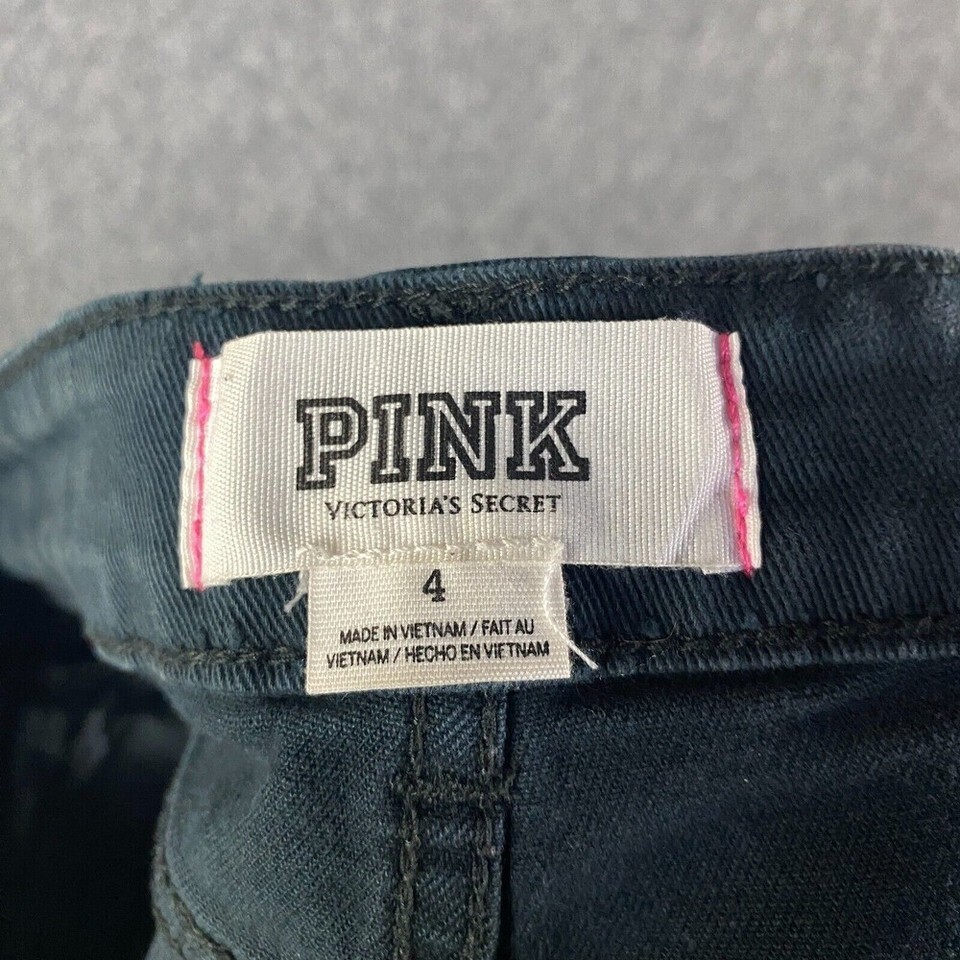 PINK
VICTORIA'S SECRET
4
MADE IN VIETNAM / FAIT AU
VIETNAM / HECHO EN VIETNAM